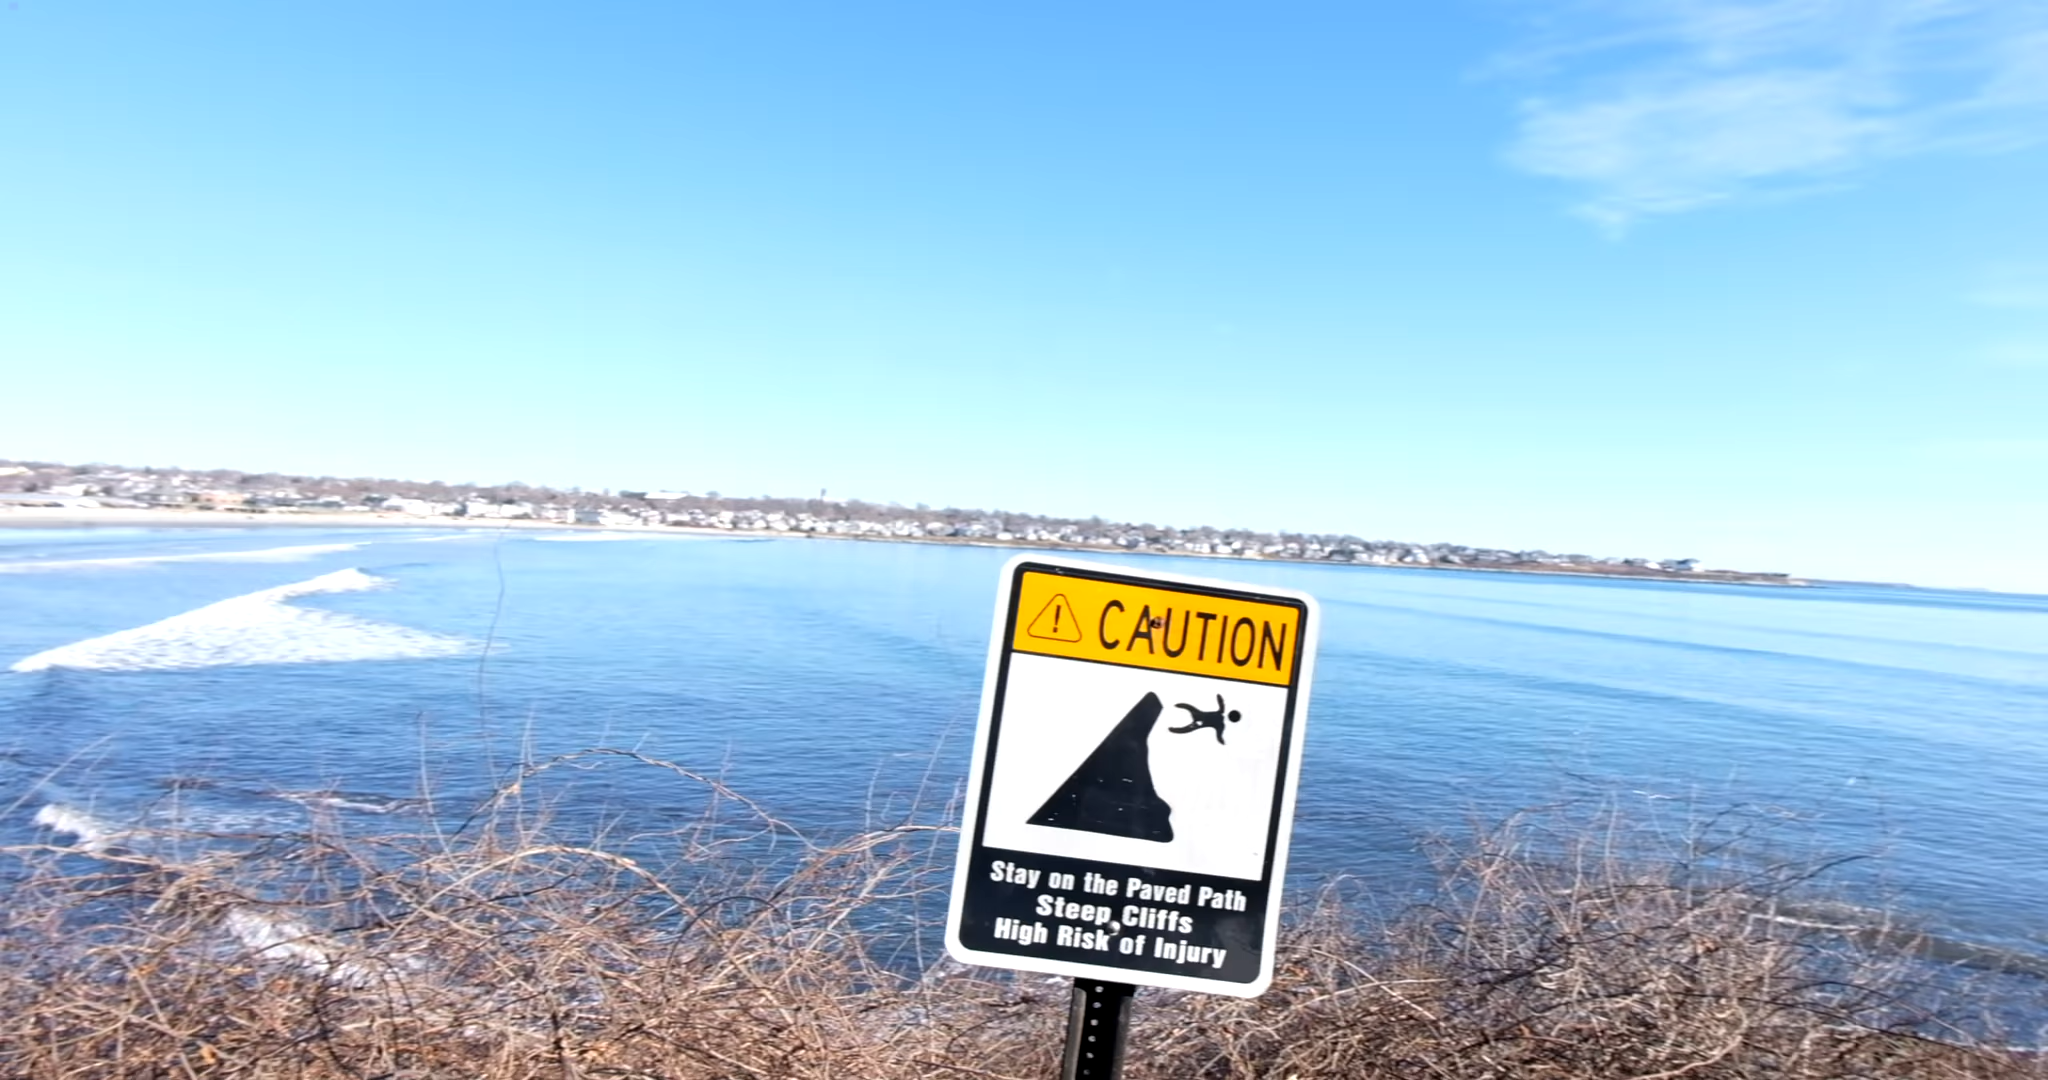 CAUTION
Stay on the Paved Path
Steep Cliffs
High Risk of Injury